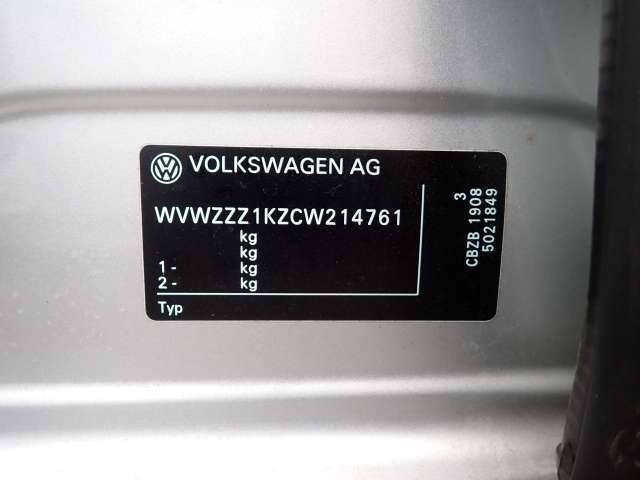 VOLKSWAGEN AG
WVWZZZ1KZCW214761
kg
kg
1 - kg
2 - kg
Typ
3
CBZB 1908
5021849